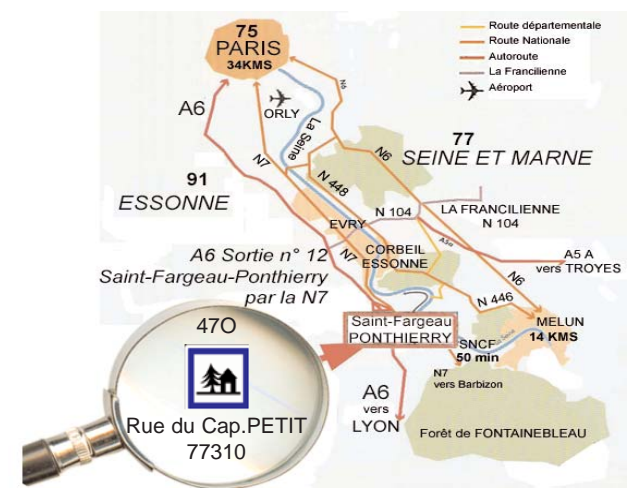 75
PARIS
34KMS
Route départementale
Route Nationale
Autoroute
La Francilienne
Aéroport
A6
ORLY
N6
La Seine
N7
N6
77
SEINE ET MARNE
91
ESSONNE
N 448
EVRY
N 104
LA FRANCILIENNE
N 104
N7
CORBEIL
ESSONNE
A5 A
vers TROYES
A6 Sortie n° 12
Saint-Fargeau-Ponthierry
par la N7
N6
N 446
Saint-Fargeau
PONTHIERRY
MELUN
14 KMS
SNCF
50 min
La Seine
N7
vers Barbizon
A6
vers
LYON
Forêt de FONTAINEBLEAU
47O
Rue du Cap.PETIT
77310